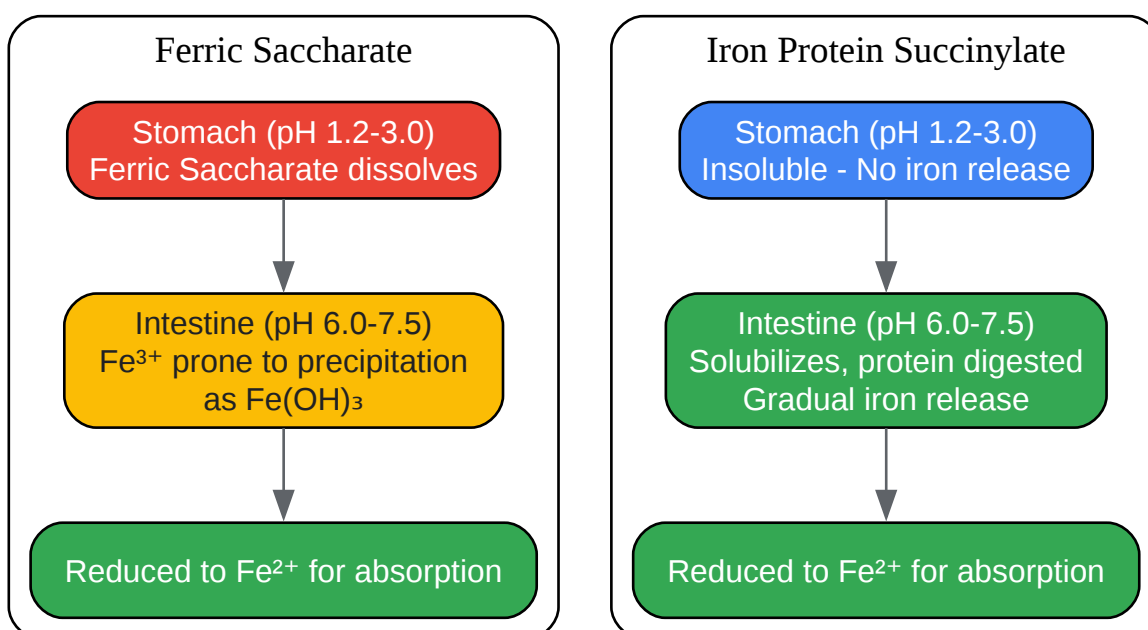 Ferric Saccharate
Stomach (pH 1.2-3.0)
Ferric Saccharate dissolves
Intestine (pH 6.0-7.5)
Fe³⁺ prone to precipitation
as Fe(OH)₃
Reduced to Fe²⁺ for absorption
Iron Protein Succinylate
Stomach (pH 1.2-3.0)
Insoluble - No iron release
Intestine (pH 6.0-7.5)
Solubilizes, protein digested
Gradual iron release
Reduced to Fe²⁺ for absorption